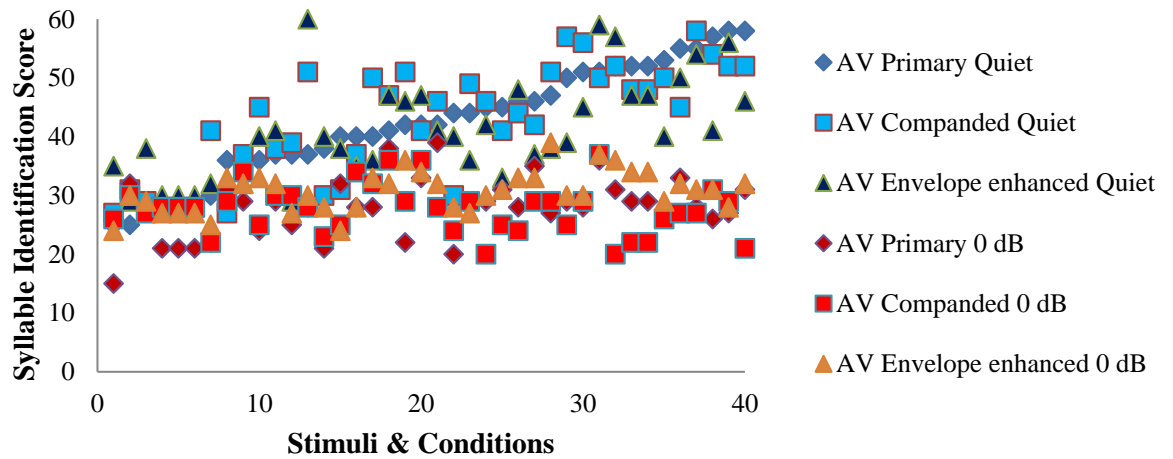 60
50
40
30
20
10
0
Syllable Identification Score
0 10 20 30 40
Stimuli & Conditions
AV Primary Quiet
AV Companded Quiet
AV Envelope enhanced Quiet
AV Primary 0 dB
AV Companded 0 dB
AV Envelope enhanced 0 dB